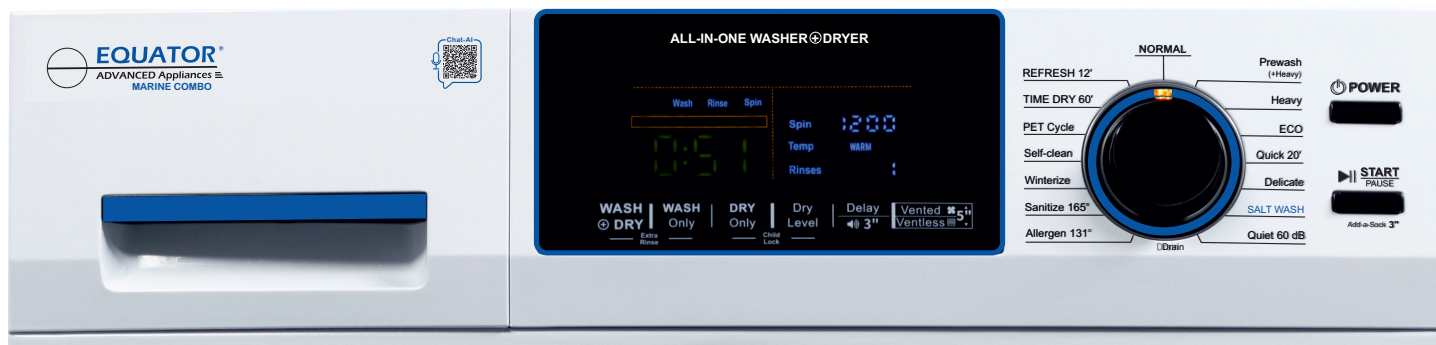 EQUATOR®
ADVANCED Appliances
MARINE COMBO
Chat-AI
ALL-IN-ONE WASHER⊕DRYER
Wash Rinse Spin
0:51
Spin 1200
Temp WARM
Rinses 1
WASH ⊕ DRY
Extra Rinse
WASH Only
DRY Only
Child Lock
Dry Level
Delay
3"
Vented
Ventless
5"
NORMAL
REFRESH 12'
TIME DRY 60'
PET Cycle
Self-clean
Winterize
Sanitize 165°
Allergen 131°
Drain
Prewash
(+Heavy)
Heavy
ECO
Quick 20'
Delicate
SALT WASH
Quiet 60 dB
POWER
START
PAUSE
Add-a-Sock 3"